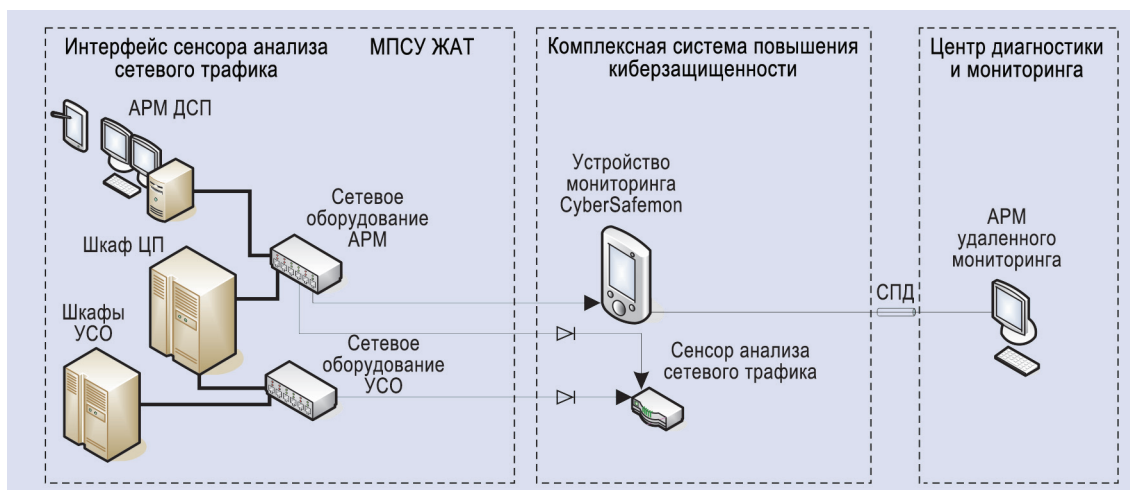 Интерфейс сенсора анализа
сетевого трафика
МПСУ ЖАТ
АРМ ДСП
Сетевое
оборудование
АРМ
Шкаф ЦП
Шкафы
УСО
Сетевое
оборудование
УСО
Комплексная система повышения
киберзащищенности
Устройство
мониторинга
CyberSafemon
Сенсор анализа
сетевого трафика
СПД
Центр диагностики
и мониторинга
АРМ
удаленного
мониторинга